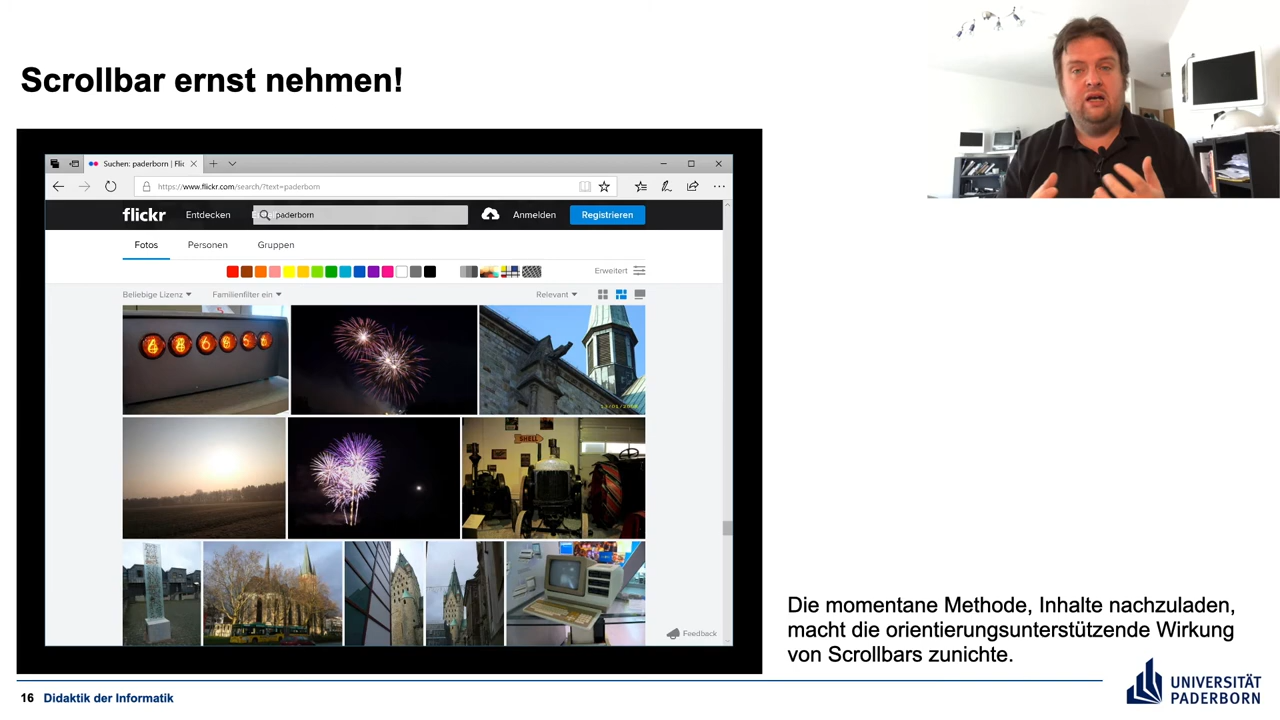 Scrollbar ernst nehmen!
Suchen: paderborn | Flic
https://www.flickr.com/search/?text=paderborn
flickr Entdecken paderborn Anmelden Registrieren
Fotos Personen Gruppen
Erweitert
Beliebige Lizenz Familienfilter ein Relevant
SHELL
Feedback
Die momentane Methode, Inhalte nachzuladen,
macht die orientierungsunterstützende Wirkung
von Scrollbars zunichte.
16 Didaktik der Informatik
UNIVERSITÄT
PADERBORN